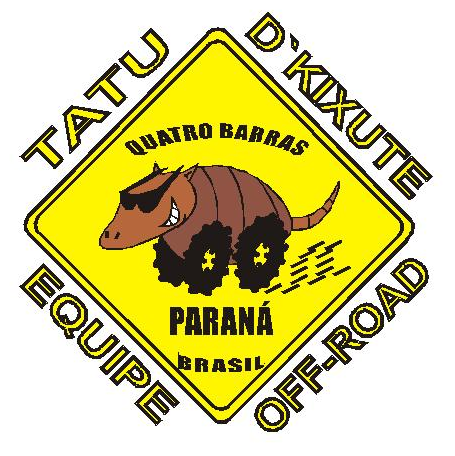 TATU
D`KIXUTE
QUATRO BARRAS
PARANÁ
BRASIL
EQUIPE
OFF-ROAD